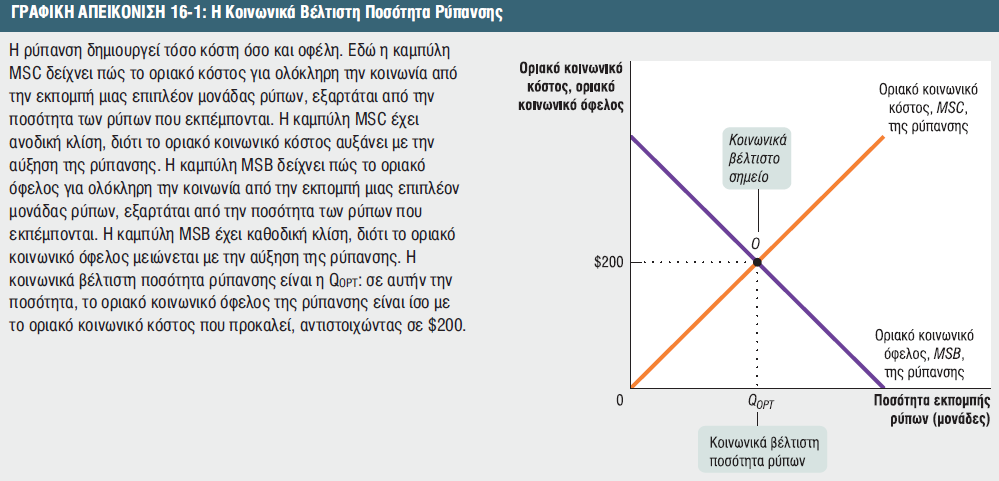 ΓΡΑΦΙΚΗ ΑΠΕΙΚΟΝΙΣΗ 16-1: Η Κοινωνικά Βέλτιστη Ποσότητα Ρύπανσης
Η ρύπανση δημιουργεί τόσο κόστη όσο και οφέλη. Εδώ η καμπύλη
MSC δείχνει πώς το οριακό κόστος για ολόκληρη την κοινωνία από
την εκπομπή μιας επιπλέον μονάδας ρύπων, εξαρτάται από την
ποσότητα των ρύπων που εκπέμπονται. Η καμπύλη MSC έχει
ανοδική κλίση, διότι το οριακό κοινωνικό κόστος αυξάνει με την
αύξηση της ρύπανσης. Η καμπύλη MSB δείχνει πώς το οριακό
όφελος για ολόκληρη την κοινωνία από την εκπομπή μιας επιπλέον
μονάδας ρύπων, εξαρτάται από την ποσότητα των ρύπων που
εκπέμπονται. Η καμπύλη MSB έχει καθοδική κλίση, διότι το οριακό
κοινωνικό όφελος μειώνεται με την αύξηση της ρύπανσης. Η
κοινωνικά βέλτιστη ποσότητα ρύπανσης είναι η QOPT: σε αυτήν την
ποσότητα, το οριακό κοινωνικό όφελος της ρύπανσης είναι ίσο με
το οριακό κοινωνικό κόστος που προκαλεί, αντιστοιχώντας σε $200.
Οριακό κοινωνικό
κόστος, οριακό
κοινωνικό όφελος
Οριακό κοινωνικό
κόστος, MSC,
της ρύπανσης
Κοινωνικά
βέλτιστο
σημείο
O
$200
Οριακό κοινωνικό
όφελος, MSB,
της ρύπανσης
0
QOPT
Ποσότητα εκπομπής
ρύπων (μονάδες)
Κοινωνικά βέλτιστη
ποσότητα ρύπων